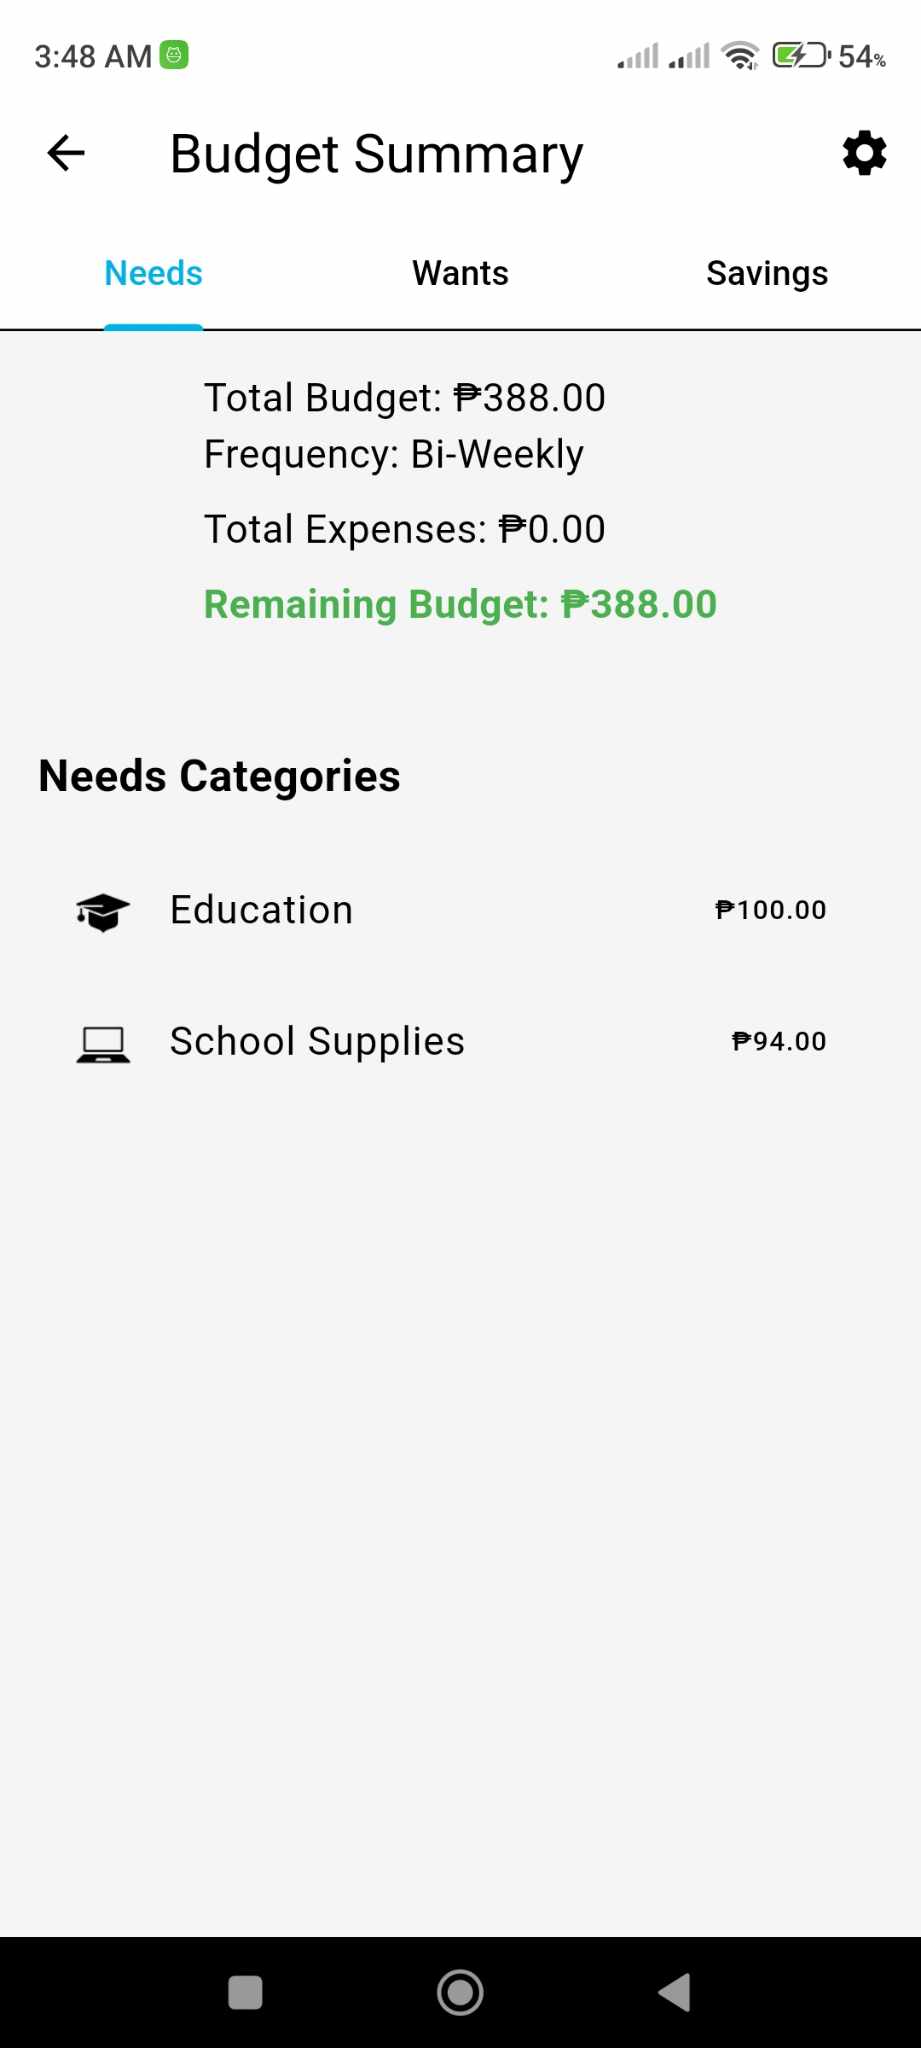 3:48 AM 54%
Budget Summary
Needs Wants Savings
Total Budget: ₱388.00
Frequency: Bi-Weekly
Total Expenses: ₱0.00
Remaining Budget: ₱388.00
Needs Categories
Education ₱100.00
School Supplies ₱94.00